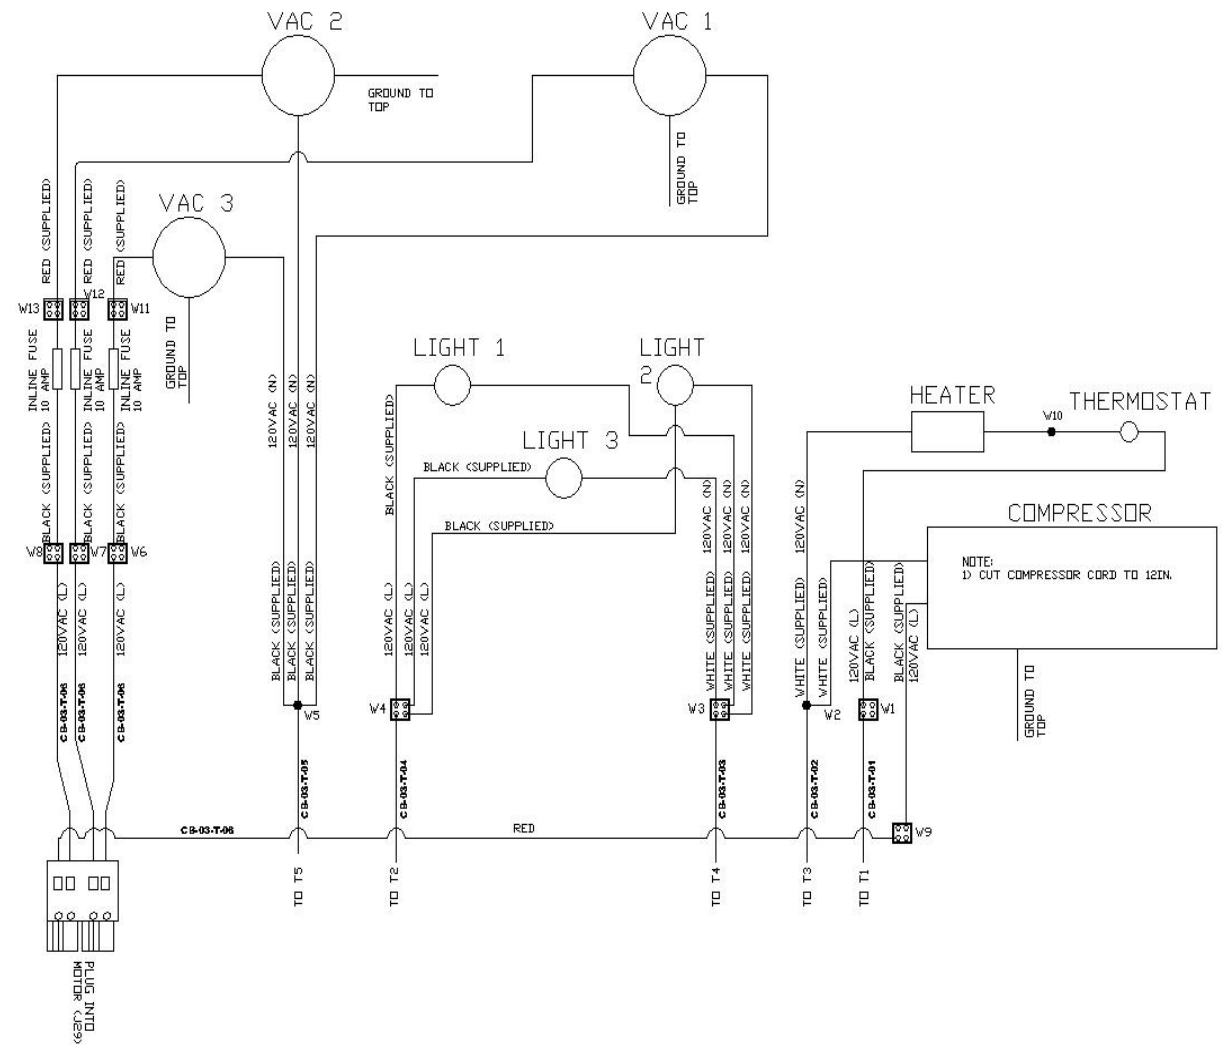 VAC 2
VAC 1
GROUND TO
TOP
GROUND TO
TOP
RED (SUPPLIED)
RED (SUPPLIED)
RED (SUPPLIED)
VAC 3
W13
W12
W11
GROUND TO
TOP
INLINE FUSE
10 AMP
INLINE FUSE
10 AMP
INLINE FUSE
10 AMP
LIGHT 1
LIGHT
2
120VAC (N)
120VAC (N)
120VAC (N)
BLACK (SUPPLIED)
HEATER
W10
THERMOSTAT
LIGHT 3
BLACK (SUPPLIED)
BLACK (SUPPLIED)
BLACK (SUPPLIED)
BLACK (SUPPLIED)
BLACK (SUPPLIED)
120VAC (N)
120VAC (N)
120VAC (N)
120VAC (N)
COMPRESSOR
NOTE:
1) CUT COMPRESSOR CORD TO 12IN.
W8
W7
W6
120VAC (L)
120VAC (L)
120VAC (L)
BLACK (SUPPLIED)
BLACK (SUPPLIED)
BLACK (SUPPLIED)
120VAC (L)
120VAC (L)
120VAC (L)
WHITE (SUPPLIED)
WHITE (SUPPLIED)
WHITE (SUPPLIED)
WHITE (SUPPLIED)
WHITE (SUPPLIED)
120VAC (L)
BLACK (SUPPLIED)
BLACK (SUPPLIED)
120VAC (L)
GROUND TO
TOP
CB-03-T-06
CB-03-T-06
CB-03-T-06
W5
W4
W3
W2
W1
CB-03-T-05
CB-03-T-04
CB-03-T-03
CB-03-T-02
CB-03-T-01
CB-03-T-06
RED
W9
TO T5
TO T2
TO T4
TO T3
TO T1
PLUG INTO
MOTOR (J29)